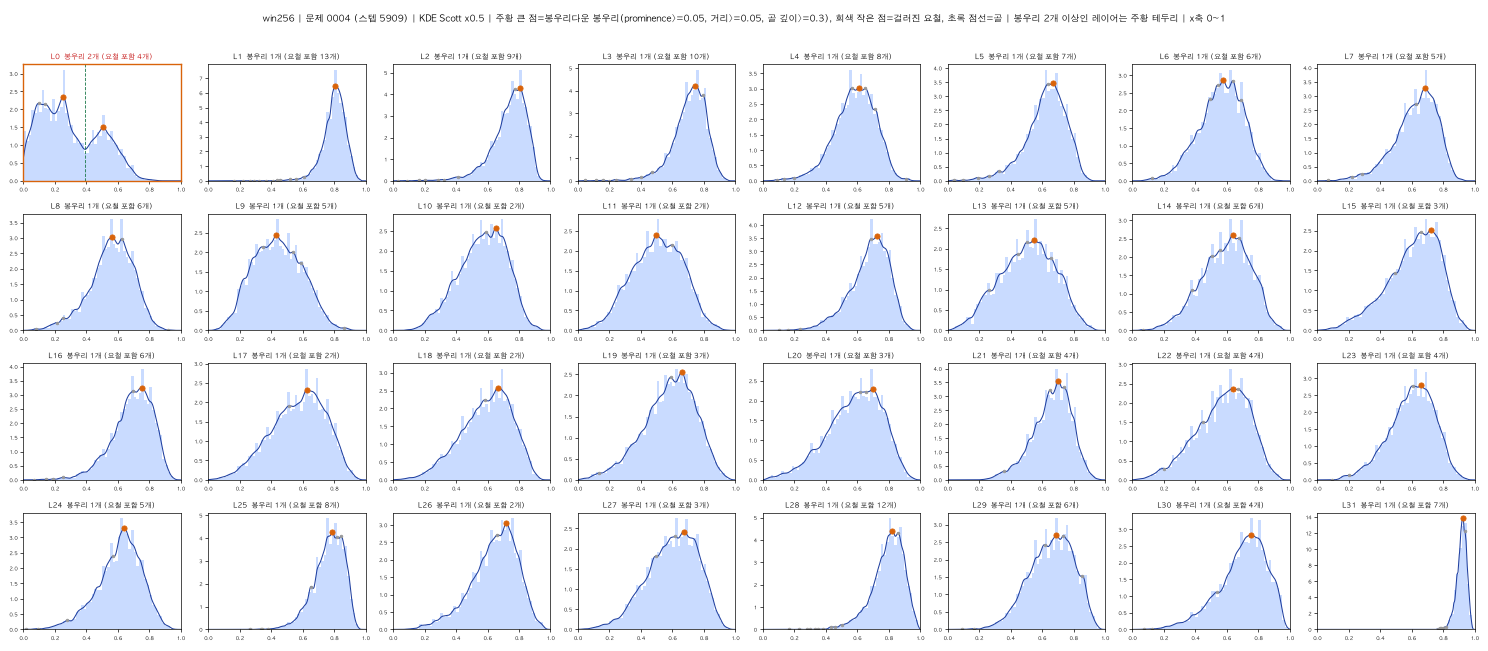 win256 | 문제 0004 (스텝 5909) | KDE Scott x0.5 | 주황 큰 점=봉우리다운 봉우리(prominence>=0.05, 거리>=0.05, 골 깊이>=0.3), 회색 작은 점=걸러진 요철, 초록 점선=골 | 봉우리 2개 이상인 레이어는 주황 테두리 | x축 0~1
L0 봉우리 2개 (요철 포함 4개)
L1 봉우리 1개 (요철 포함 13개)
L2 봉우리 1개 (요철 포함 9개)
L3 봉우리 1개 (요철 포함 10개)
L4 봉우리 1개 (요철 포함 8개)
L5 봉우리 1개 (요철 포함 7개)
L6 봉우리 1개 (요철 포함 6개)
L7 봉우리 1개 (요철 포함 5개)
L8 봉우리 1개 (요철 포함 6개)
L9 봉우리 1개 (요철 포함 5개)
L10 봉우리 1개 (요철 포함 2개)
L11 봉우리 1개 (요철 포함 2개)
L12 봉우리 1개 (요철 포함 5개)
L13 봉우리 1개 (요철 포함 5개)
L14 봉우리 1개 (요철 포함 6개)
L15 봉우리 1개 (요철 포함 3개)
L16 봉우리 1개 (요철 포함 6개)
L17 봉우리 1개 (요철 포함 2개)
L18 봉우리 1개 (요철 포함 2개)
L19 봉우리 1개 (요철 포함 3개)
L20 봉우리 1개 (요철 포함 3개)
L21 봉우리 1개 (요철 포함 4개)
L22 봉우리 1개 (요철 포함 4개)
L23 봉우리 1개 (요철 포함 4개)
L24 봉우리 1개 (요철 포함 5개)
L25 봉우리 1개 (요철 포함 8개)
L26 봉우리 1개 (요철 포함 2개)
L27 봉우리 1개 (요철 포함 3개)
L28 봉우리 1개 (요철 포함 12개)
L29 봉우리 1개 (요철 포함 6개)
L30 봉우리 1개 (요철 포함 4개)
L31 봉우리 1개 (요철 포함 7개)